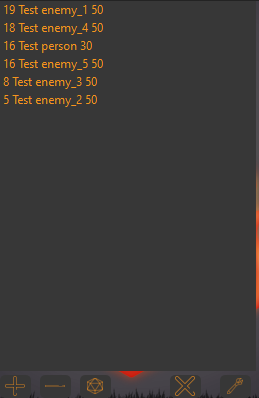 19 Test enemy_1 50
18 Test enemy_4 50
16 Test person 30
16 Test enemy_5 50
8 Test enemy_3 50
5 Test enemy_2 50